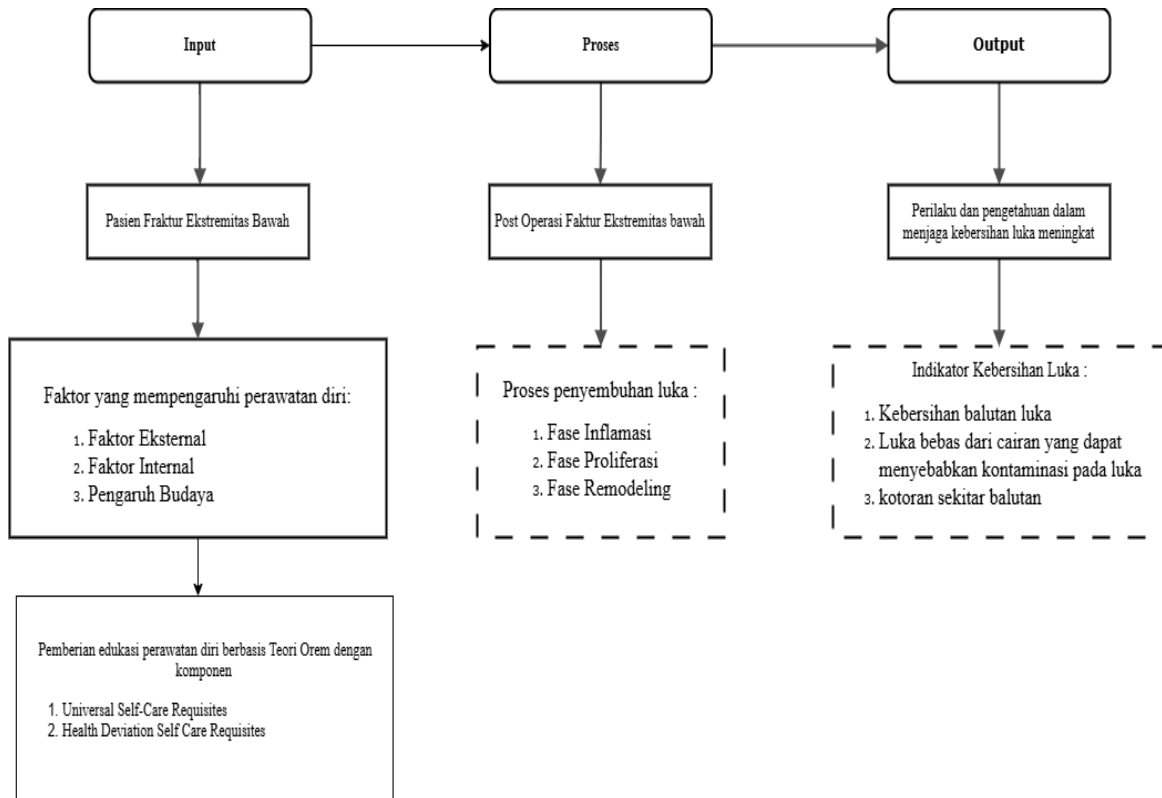 Input
Proses
Output
Pasien Fraktur Ekstremitas Bawah
Post Operasi Faktur Ekstremitas bawah
Perilaku dan pengetahuan dalam
menjaga kebersihan luka meningkat
Faktor yang mempengaruhi perawatan diri:
1. Faktor Eksternal
2. Faktor Internal
3. Pengaruh Budaya
Proses penyembuhan luka :
1. Fase Inflamasi
2. Fase Proliferasi
3. Fase Remodeling
Indikator Kebersihan Luka :
1. Kebersihan balutan luka
2. Luka bebas dari cairan yang dapat
menyebabkan kontaminasi pada luka
3. kotoran sekitar balutan
Pemberian edukasi perawatan diri berbasis Teori Orem dengan
komponen
1. Universal Self-Care Requisites
2. Health Deviation Self Care Requisites